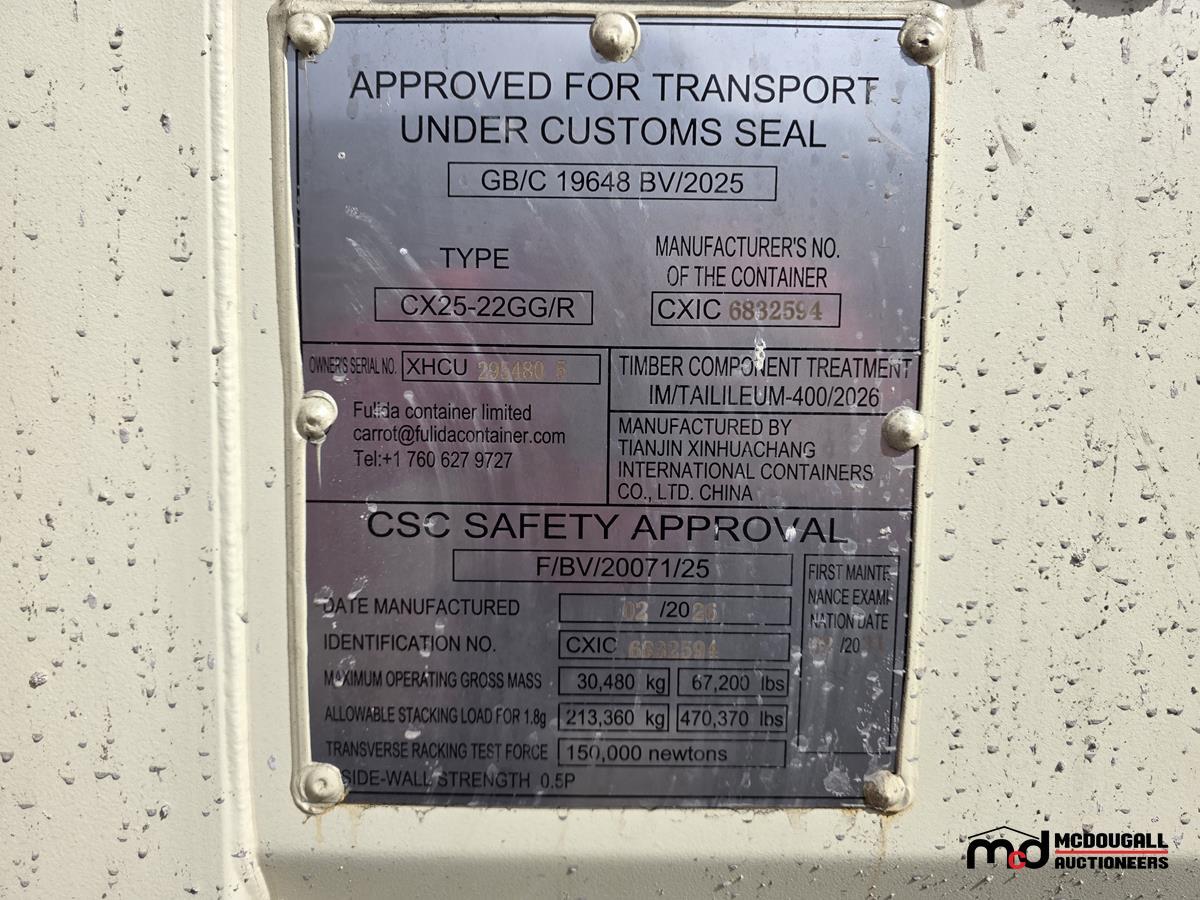 APPROVED FOR TRANSPORT
UNDER CUSTOMS SEAL
GB/C 19648 BV/2025
TYPE
CX25-22GG/R
MANUFACTURER'S NO.
OF THE CONTAINER
CXIC 6832594
OWNER'S SERIAL NO. XHCU 295480 5
Fulida container limited
carrot@fulidacontainer.com
Tel:+1 760 627 9727
TIMBER COMPONENT TREATMENT
IM/TAILILEUM-400/2026
MANUFACTURED BY
TIANJIN XINHUACHANG
INTERNATIONAL CONTAINERS
CO., LTD. CHINA
CSC SAFETY APPROVAL
F/BV/20071/25
DATE MANUFACTURED 02 /20 26
IDENTIFICATION NO. CXIC 6832594
MAXIMUM OPERATING GROSS MASS 30,480 kg 67,200 lbs
ALLOWABLE STACKING LOAD FOR 1.8g 213,360 kg 470,370 lbs
TRANSVERSE RACKING TEST FORCE 150,000 newtons
SIDE-WALL STRENGTH 0.5P
FIRST MAINTE-
NANCE EXAMI-
NATION DATE
/20
mcd MCDOUGALL
AUCTIONEERS